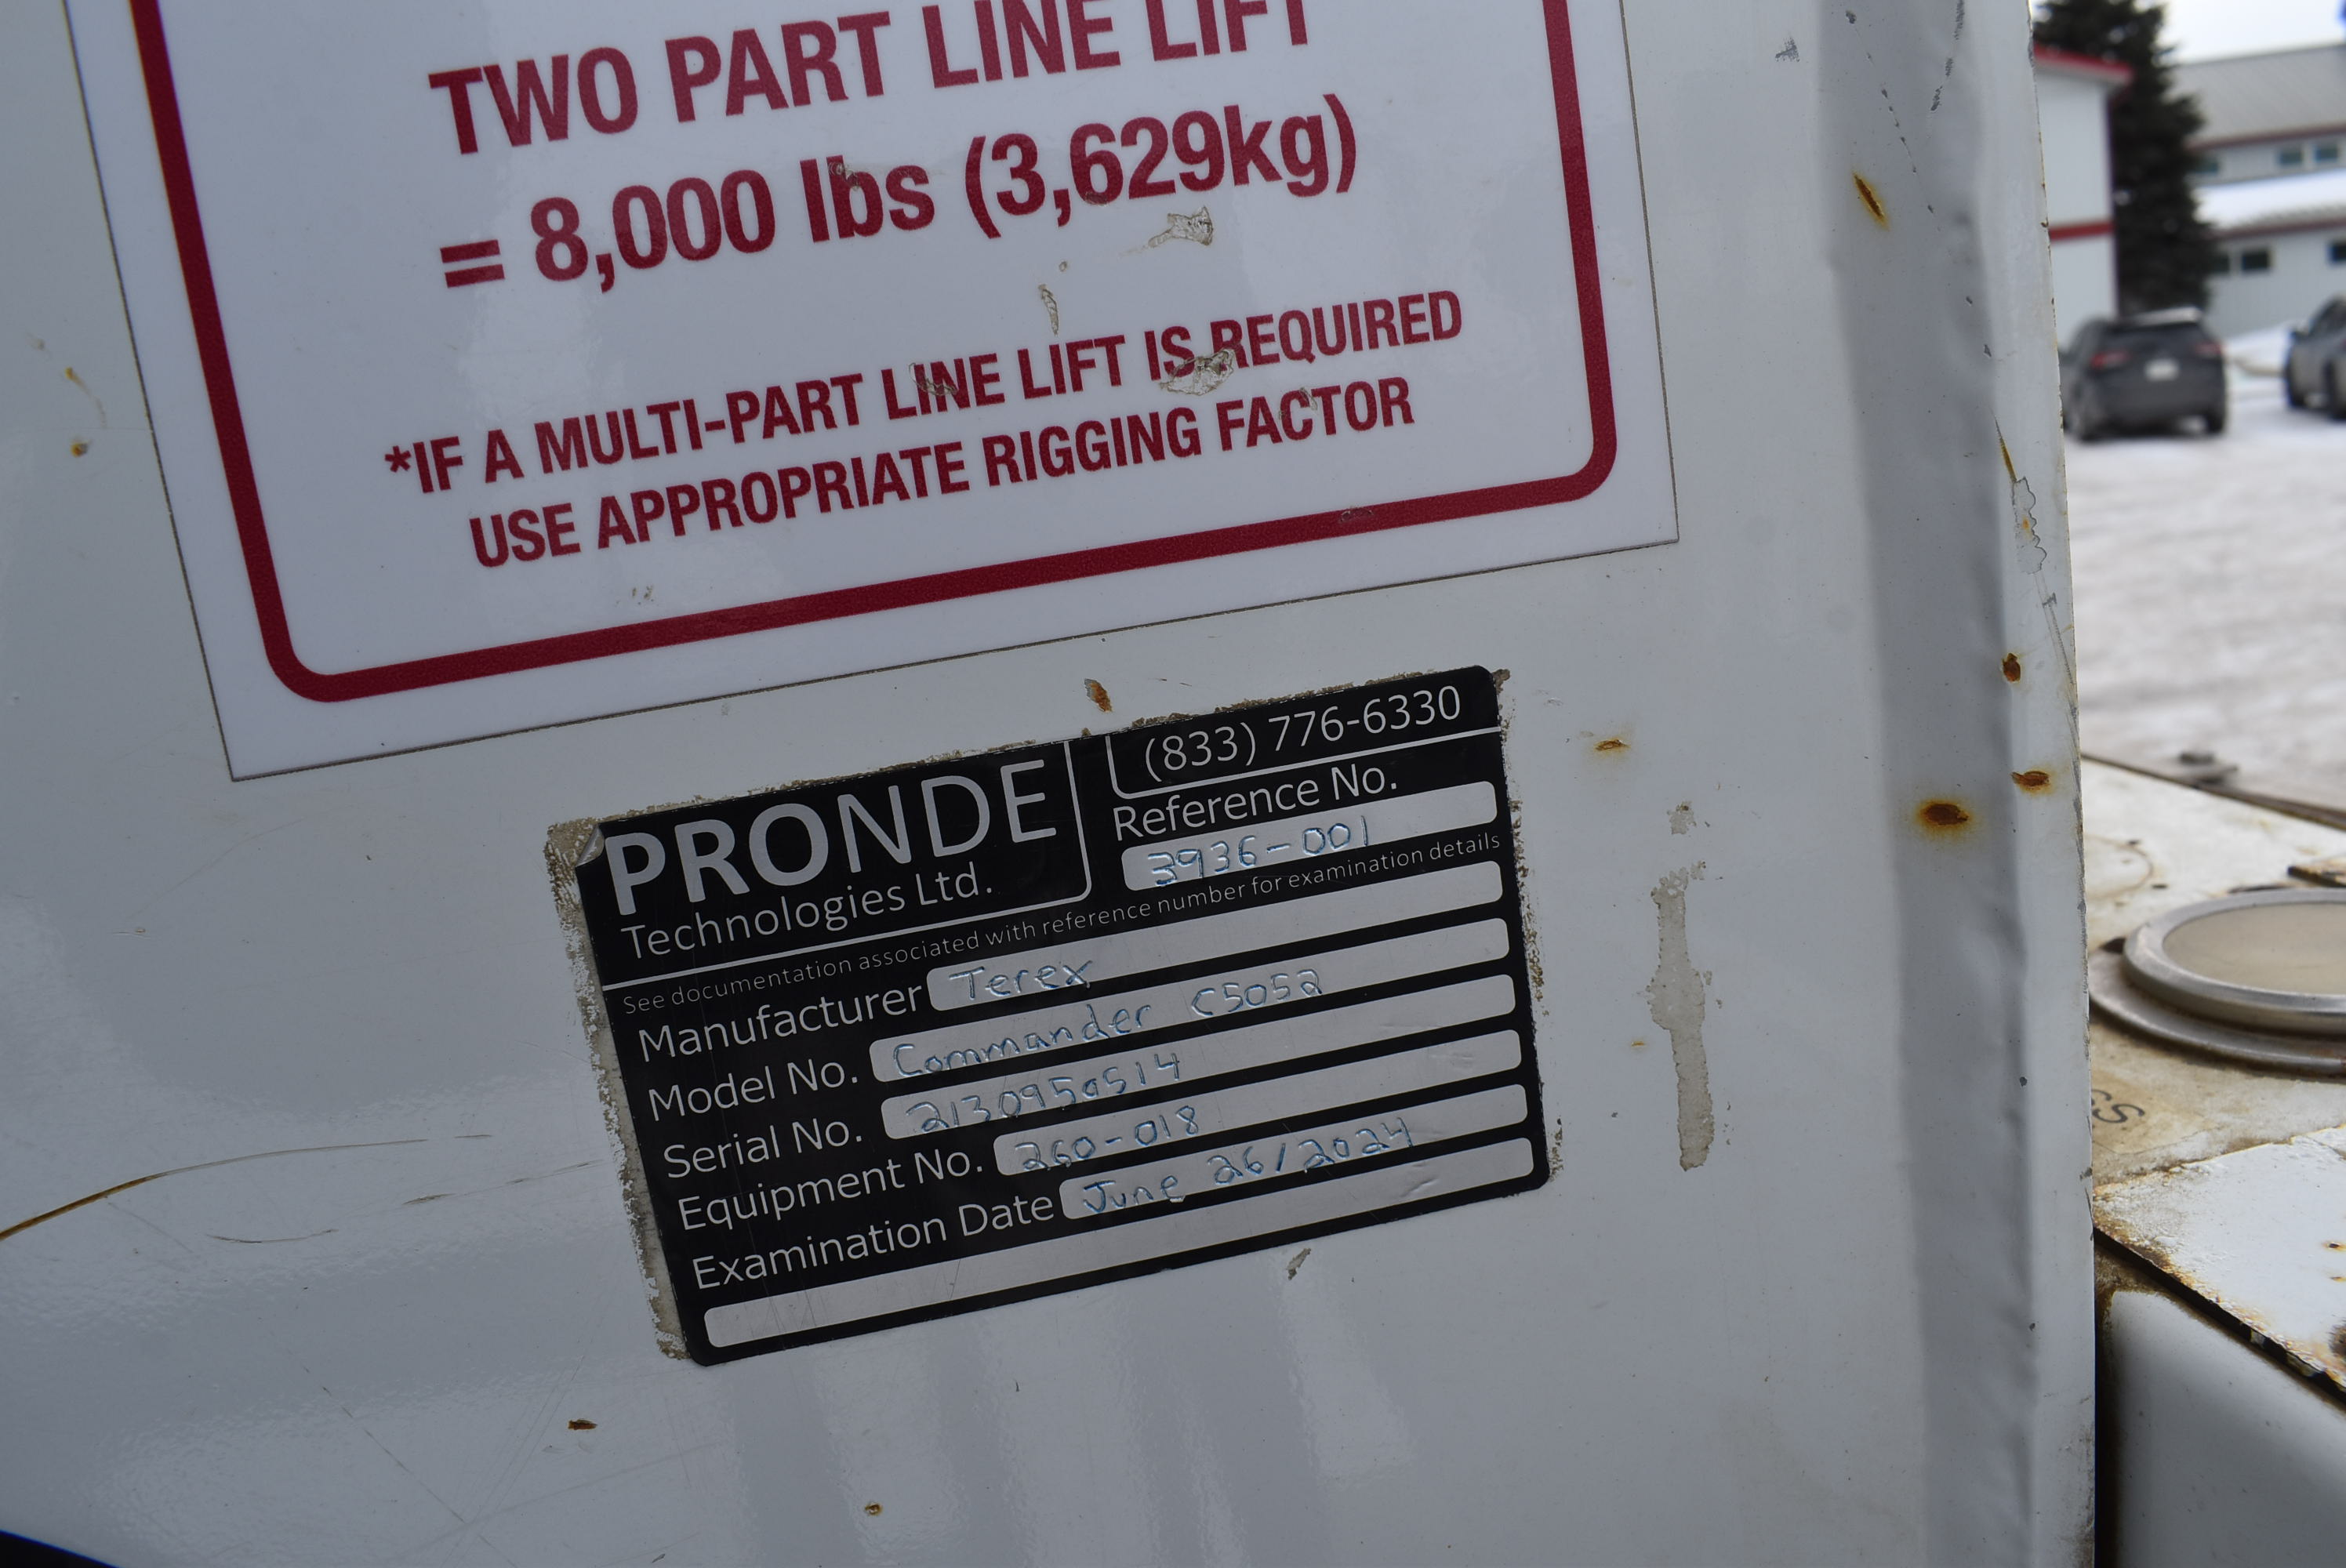 TWO PART LINE LIFT
= 8,000 lbs (3,629kg)
*IF A MULTI-PART LINE LIFT IS REQUIRED
USE APPROPRIATE RIGGING FACTOR
PRONDE
Technologies Ltd.
(833) 776-6330
Reference No.
3936-001
See documentation associated with reference number for examination details
Manufacturer Terex
Model No. Commander C5052
Serial No. 2130950514
Equipment No. 260-018
Examination Date June 26/2024